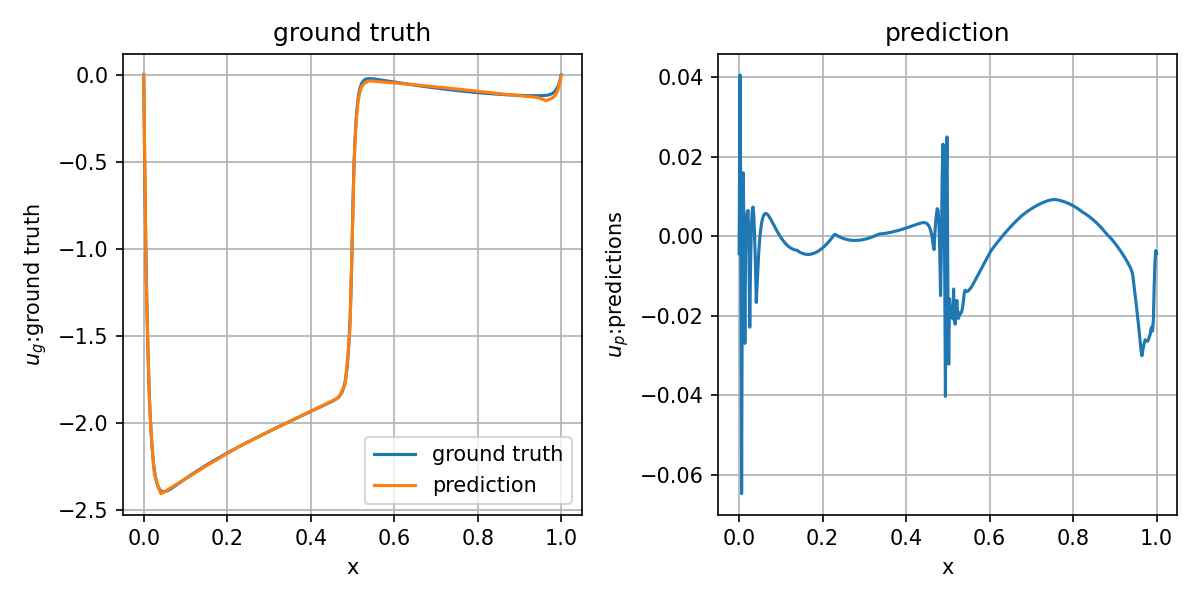 ground truth
0.0
−0.5
−1.0
−1.5
−2.0
−2.5
u_g:ground truth
0.0 0.2 0.4 0.6 0.8 1.0
x
ground truth
prediction
prediction
0.04
0.02
0.00
−0.02
−0.04
−0.06
u_p:predictions
0.0 0.2 0.4 0.6 0.8 1.0
x